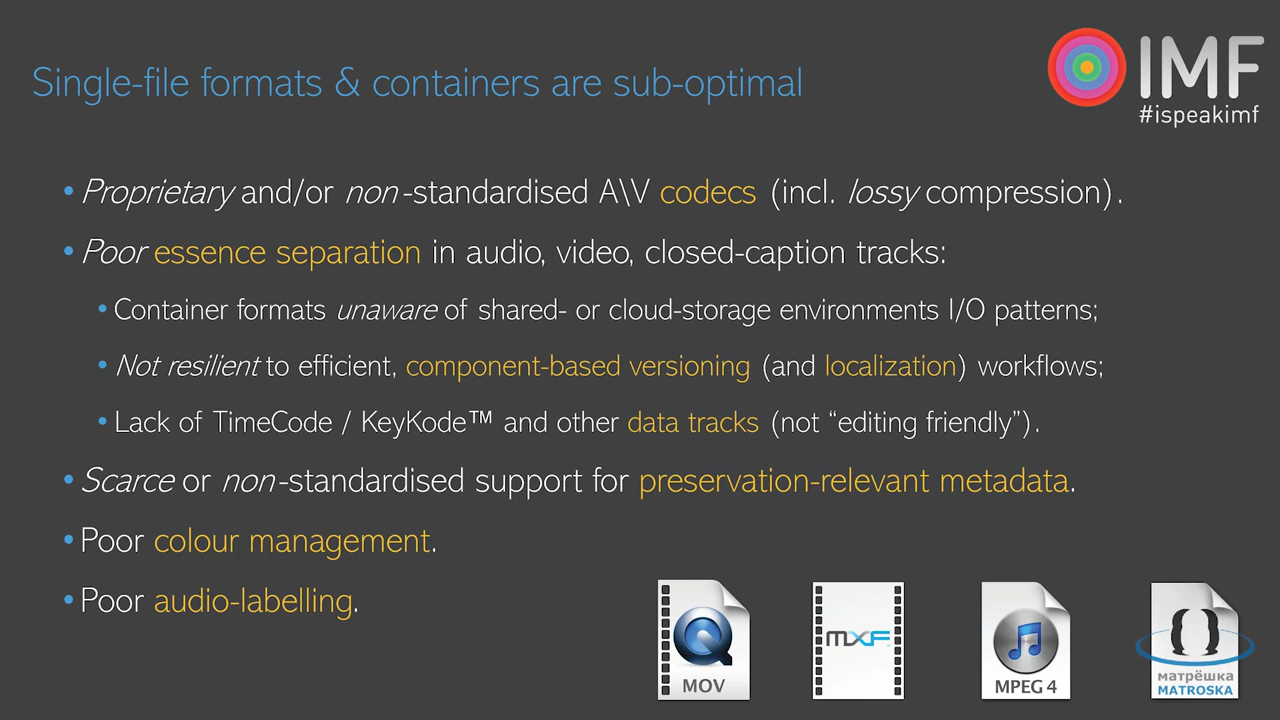 Single-file formats & containers are sub-optimal
IMF
#ispeakimf
• Proprietary and/or non-standardised A\V codecs (incl. lossy compression).
• Poor essence separation in audio, video, closed-caption tracks:
• Container formats unaware of shared- or cloud-storage environments I/O patterns;
• Not resilient to efficient, component-based versioning (and localization) workflows;
• Lack of TimeCode / KeyKode™ and other data tracks (not “editing friendly”).
• Scarce or non-standardised support for preservation-relevant metadata.
• Poor colour management.
• Poor audio-labelling.
MOV
MXF
MPEG 4
матрёшка
MATROSKA